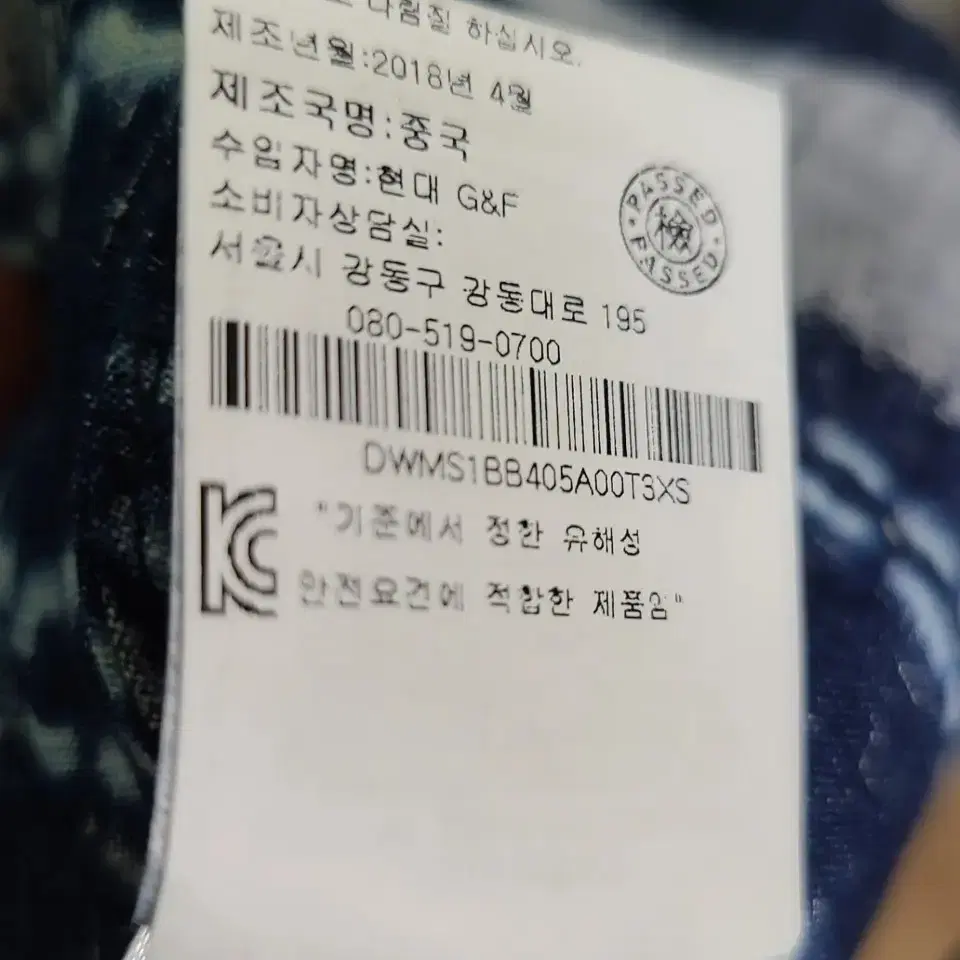 다림질 하십시오.
제조년월:2018년 4월
제조국명:중국
수입자명:현대 G&F
소비자상담실:
서울시 강동구 강동대로 195
080-519-0700
PASSED 檢 PASSED
DWMS1BB405A00T3XS
KC
"기준에서 정한 유해성
안전요건에 적합한 제품임"